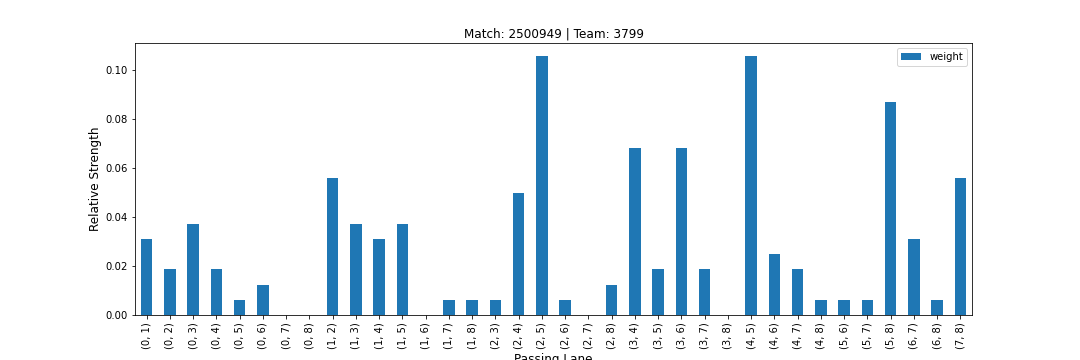 Match: 2500949 | Team: 3799
weight
Relative Strength
0.10
0.08
0.06
0.04
0.02
0.00
(0, 1) (0, 2) (0, 3) (0, 4) (0, 5) (0, 6) (0, 7) (0, 8) (1, 2) (1, 3) (1, 4) (1, 5) (1, 6) (1, 7) (1, 8) (2, 3) (2, 4) (2, 5) (2, 6) (2, 7) (2, 8) (3, 4) (3, 5) (3, 6) (3, 7) (3, 8) (4, 5) (4, 6) (4, 7) (4, 8) (5, 6) (5, 7) (5, 8) (6, 7) (6, 8) (7, 8)
Passing Lane